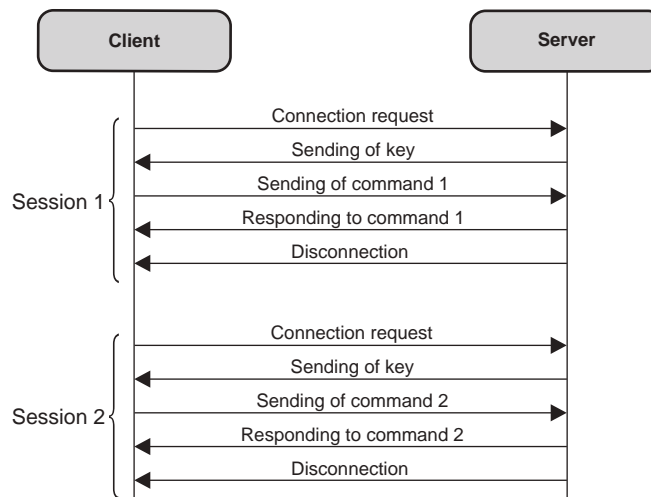 Client
Server
Connection request
Sending of key
Session 1
Sending of command 1
Responding to command 1
Disconnection
Connection request
Sending of key
Session 2
Sending of command 2
Responding to command 2
Disconnection